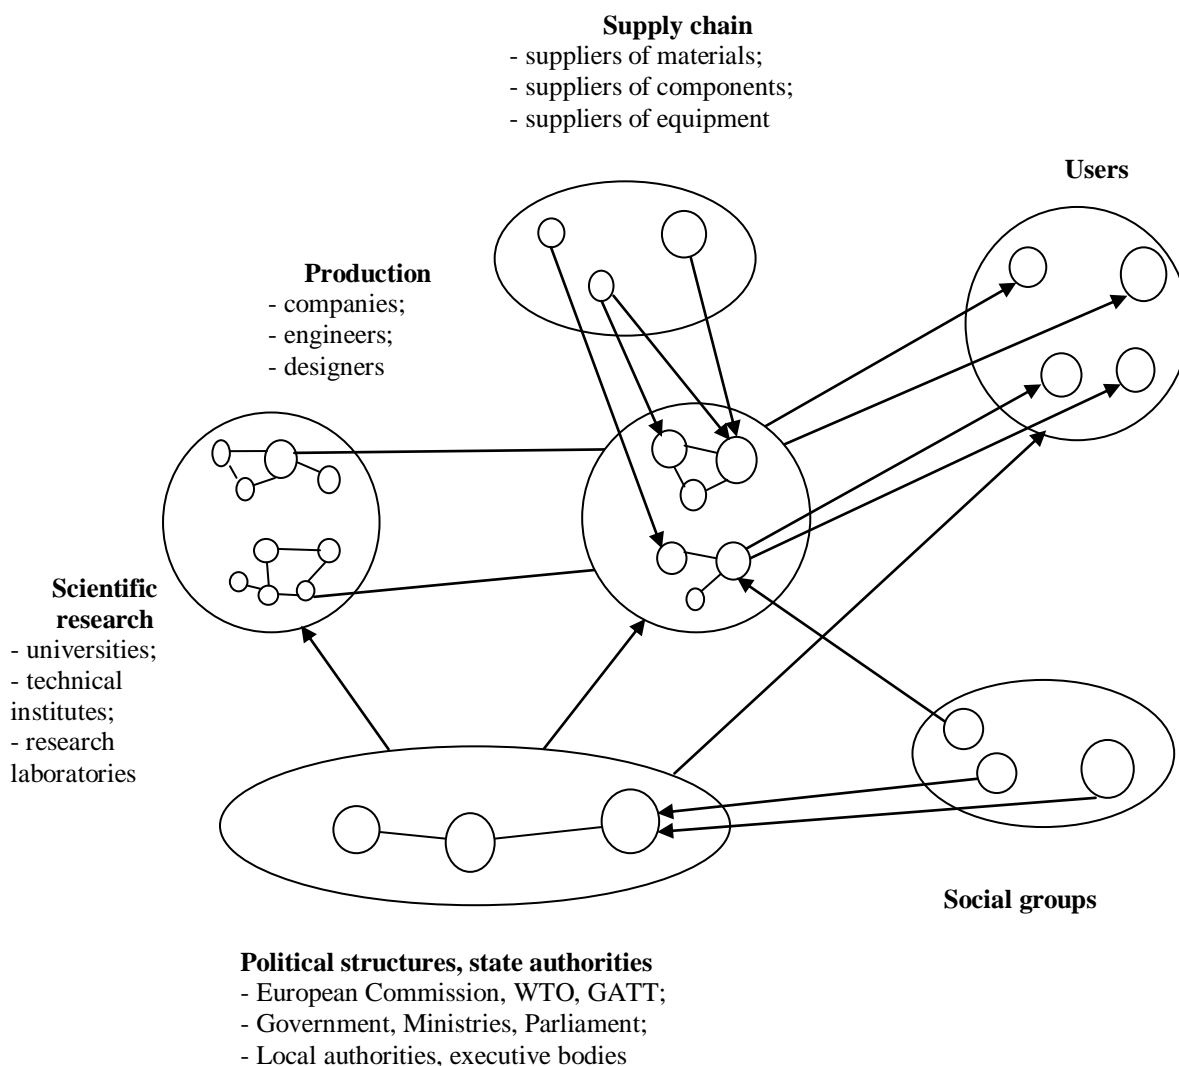 Supply chain
- suppliers of materials;
- suppliers of components;
- suppliers of equipment
Users
Production
- companies;
- engineers;
- designers
Scientific
research
- universities;
- technical
institutes;
- research
laboratories
Social groups
Political structures, state authorities
- European Commission, WTO, GATT;
- Government, Ministries, Parliament;
- Local authorities, executive bodies